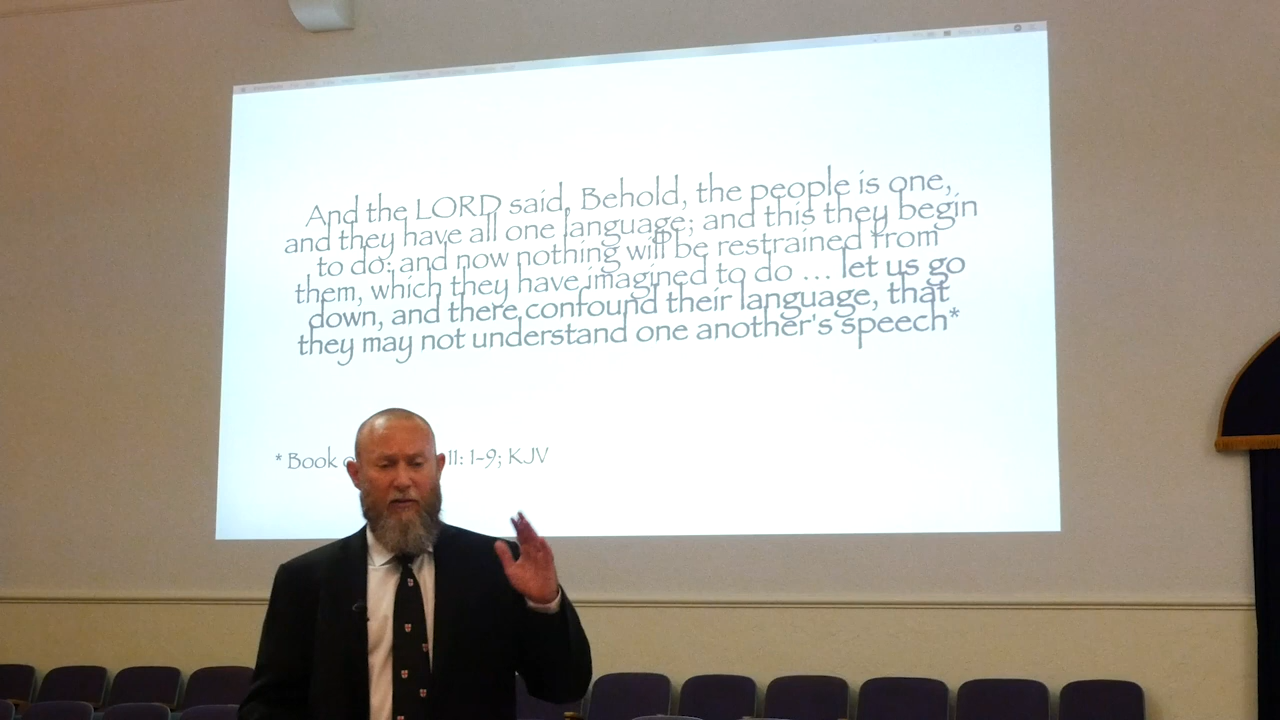 And the LORD said, Behold, the people is one,
and they have all one language; and this they begin
to do: and now nothing will be restrained from
them, which they have imagined to do ... let us go
down, and there confound their language, that
they may not understand one another's speech*
* Book 11: 1-9; KJV